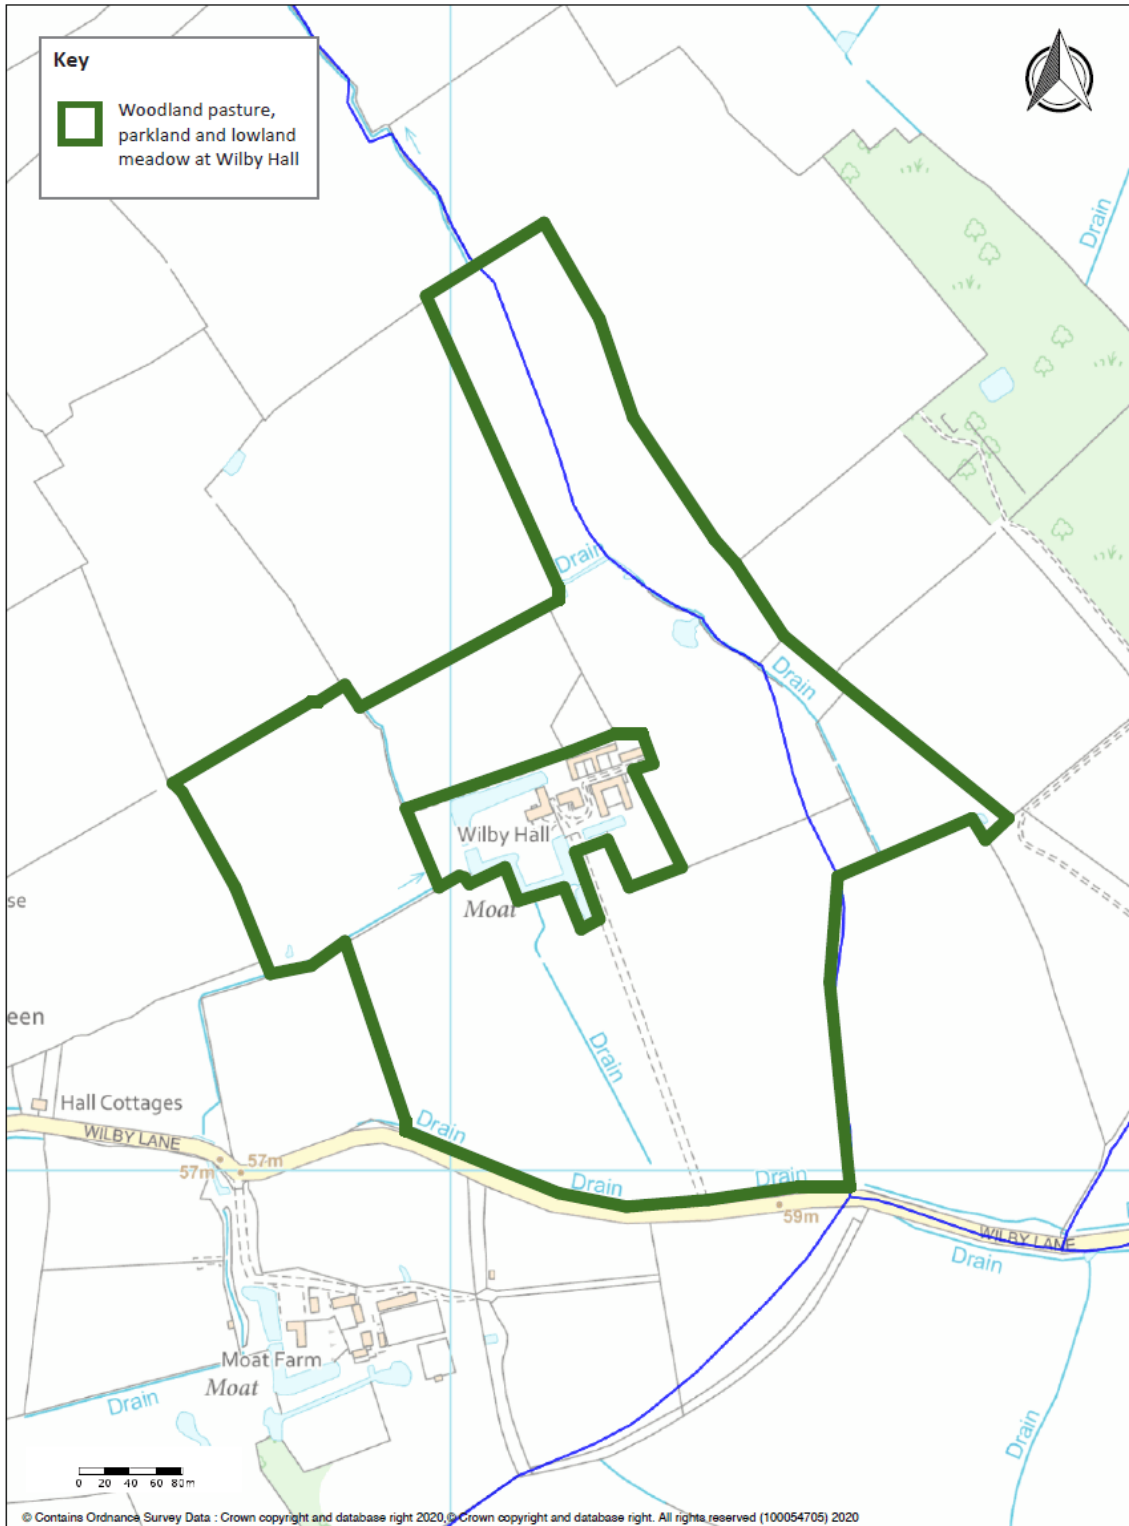 Key
Woodland pasture,
parkland and lowland
meadow at Wilby Hall
Drain
Drain
Drain
Wilby Hall
Moat
se
een
Drain
Hall Cottages
WILBY LANE
57m
57m
Drain
Drain
Drain
59m
WILBY LANE
Drain
Moat Farm
Moat
Drain
Drain
0 20 40 60 80m
© Contains Ordnance Survey Data : Crown copyright and database right 2020,© Crown copyright and database right. All rights reserved (100054705) 2020